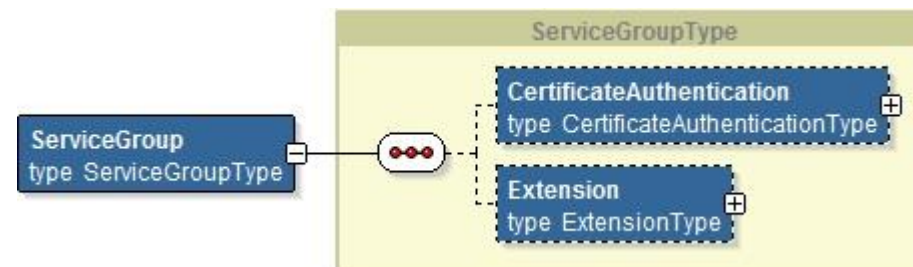 ServiceGroupType
CertificateAuthentication
type CertificateAuthenticationType
ServiceGroup
type ServiceGroupType
Extension
type ExtensionType